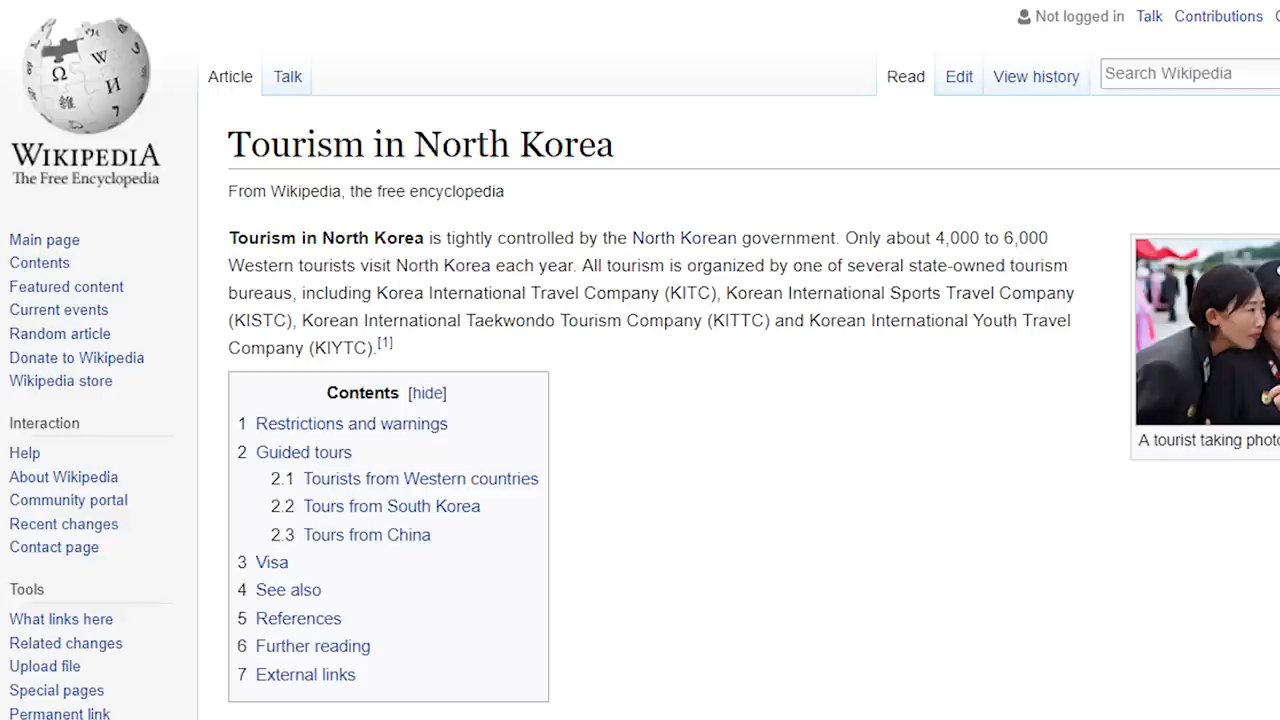 Not logged in Talk Contributions
Article Talk Read Edit View history Search Wikipedia
WIKIPEDIA
The Free Encyclopedia
Tourism in North Korea
From Wikipedia, the free encyclopedia
Tourism in North Korea is tightly controlled by the North Korean government. Only about 4,000 to 6,000
Western tourists visit North Korea each year. All tourism is organized by one of several state-owned tourism
bureaus, including Korea International Travel Company (KITC), Korean International Sports Travel Company
(KISTC), Korean International Taekwondo Tourism Company (KITTC) and Korean International Youth Travel
Company (KIYTC).[1]
A tourist taking photo
Contents [hide]
1 Restrictions and warnings
2 Guided tours
2.1 Tourists from Western countries
2.2 Tours from South Korea
2.3 Tours from China
3 Visa
4 See also
5 References
6 Further reading
7 External links
Main page
Contents
Featured content
Current events
Random article
Donate to Wikipedia
Wikipedia store
Interaction
Help
About Wikipedia
Community portal
Recent changes
Contact page
Tools
What links here
Related changes
Upload file
Special pages
Permanent link